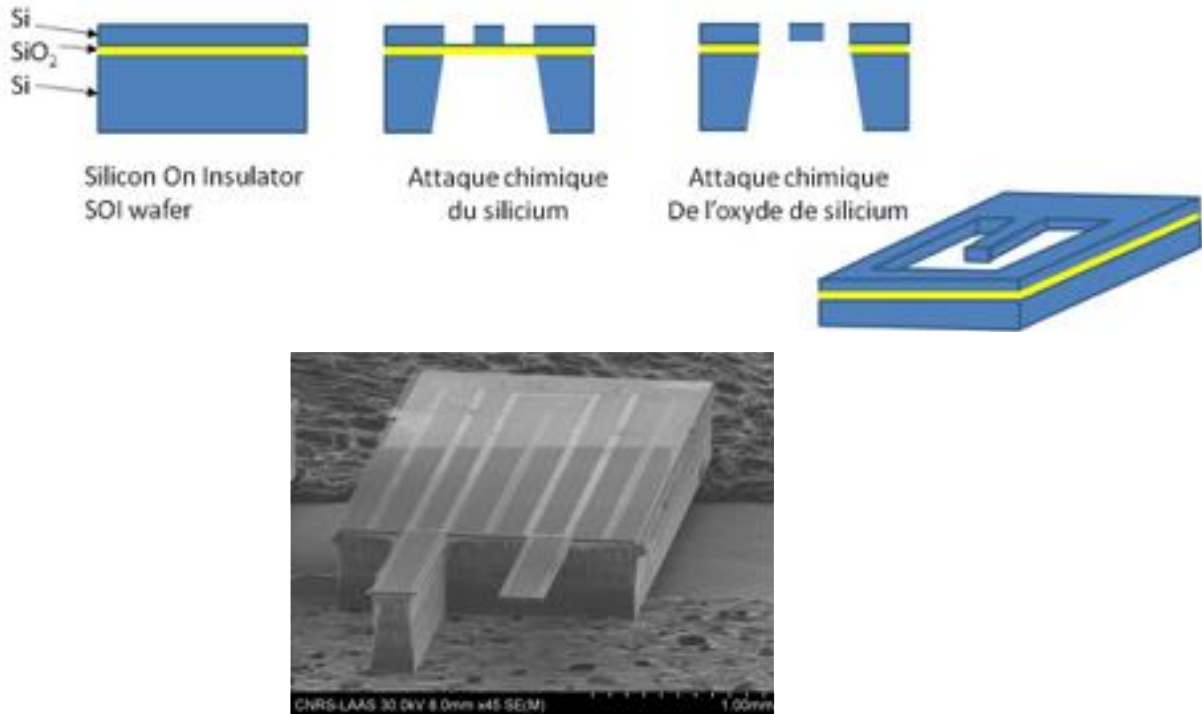 Si
SiO₂
Si
Silicon On Insulator
SOI wafer
Attaque chimique
du silicium
Attaque chimique
De l'oxyde de silicium
CNRS-LAAS 30.0kV 8.0mm x45 SE(M)
1.00mm